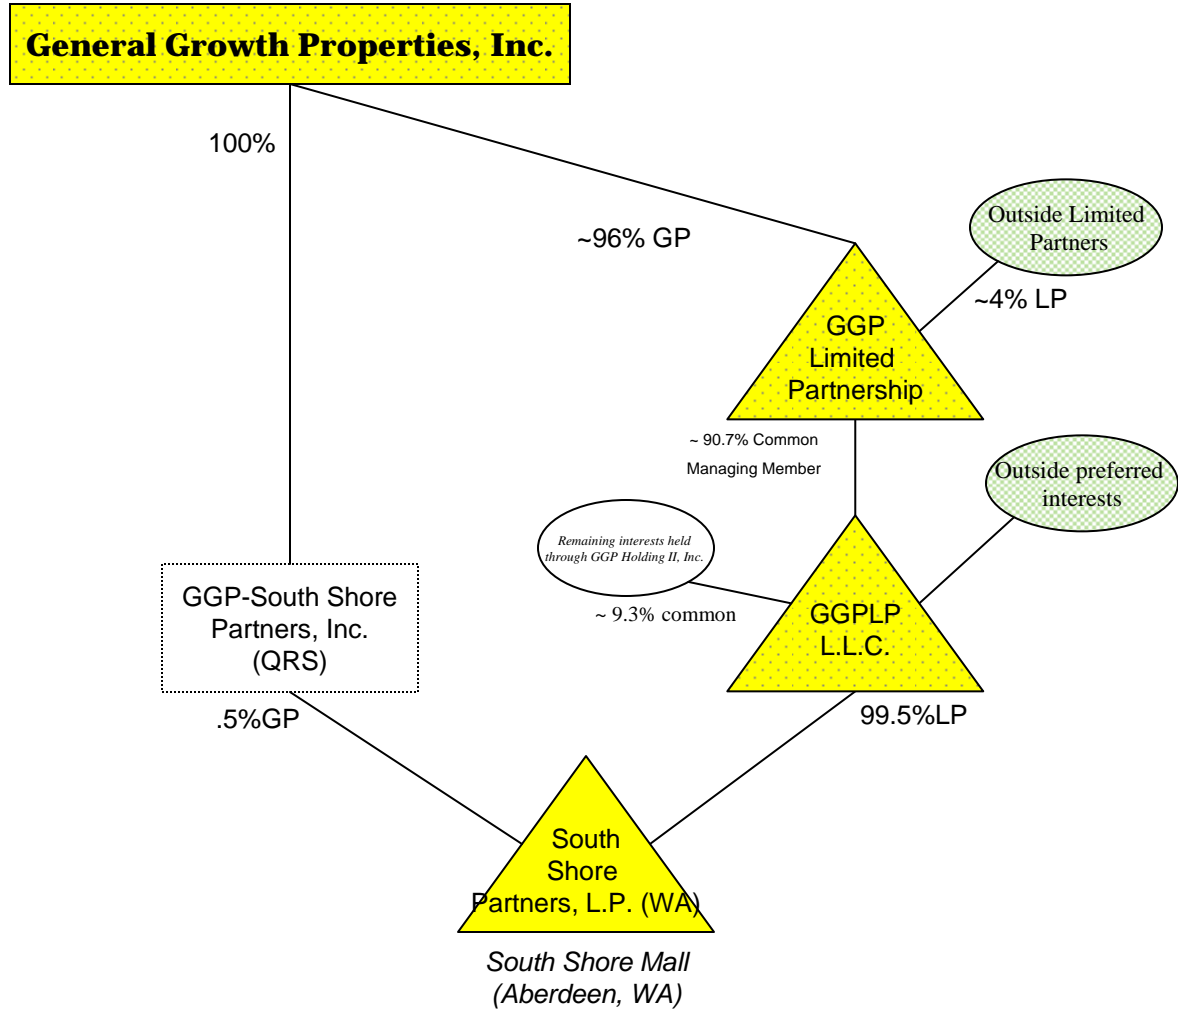 General Growth Properties, Inc.
100%
~96% GP
Outside Limited
Partners
~4% LP
GGP
Limited
Partnership
~ 90.7% Common
Managing Member
Outside preferred
interests
Remaining interests held
through GGP Holding II, Inc.
~ 9.3% common
GGPLP
L.L.C.
GGP-South Shore
Partners, Inc.
(QRS)
.5%GP
99.5%LP
South
Shore
Partners, L.P. (WA)
South Shore Mall
(Aberdeen, WA)